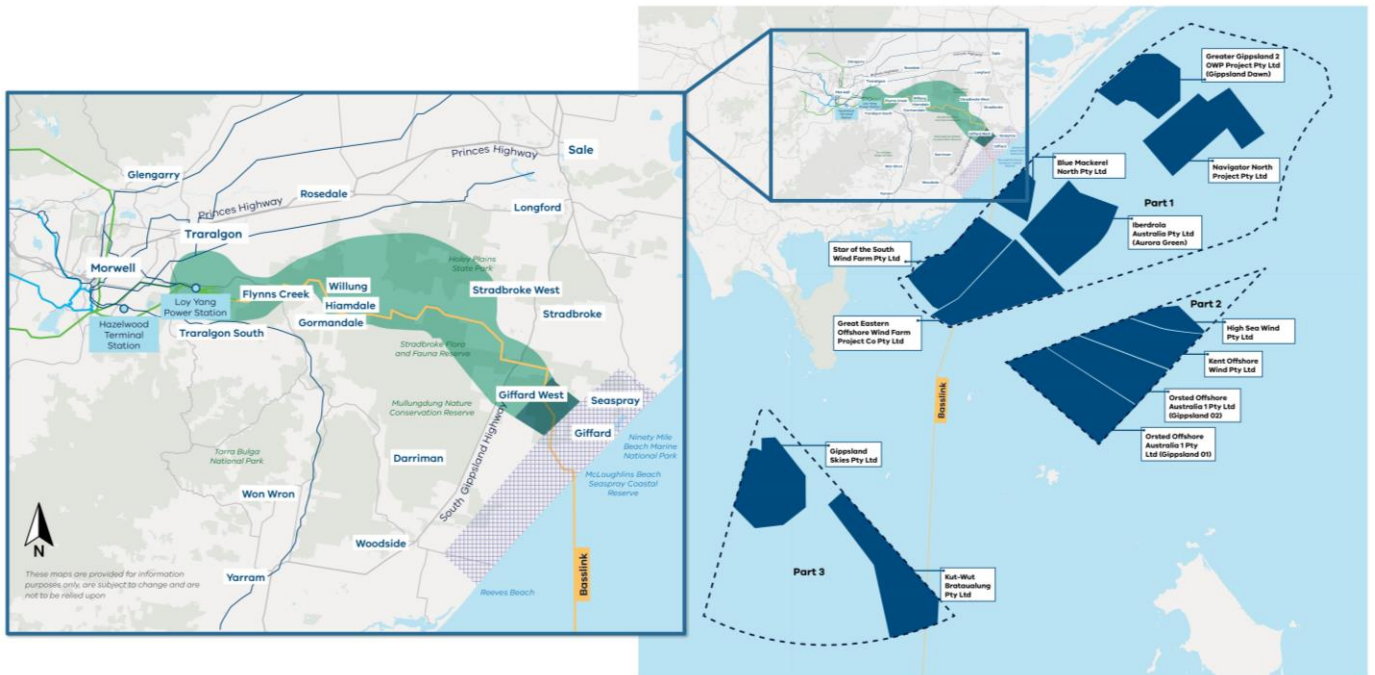 Princes Highway
Sale
Glengarry
Rosedale
Princes Highway
Longford
Traralgon
Morwell
Holey Plains
State Park
Willung
Flynns Creek
Loy Yang
Power Station
Hiamdale
Stradbroke West
Gormandale
Stradbroke
Hazelwood
Terminal
Station
Traralgon South
Stradbroke Flora
and Fauna Reserve
Giffard West
Seaspray
Mullungdung Nature
Conservation Reserve
Giffard
Ninety Mile
Beach Marine
National Park
Tarra Bulga
National Park
Darriman
South Gippsland Highway
McLoughlins Beach
Seaspray Coastal
Reserve
Won Wron
Woodside
N
Yarram
Reeves Beach
Basslink
These maps are provided for information
purposes only, are subject to change and are
not to be relied upon
Greater Gippsland 2
OWP Project Pty Ltd
(Gippsland Dawn)
Blue Mackerel
North Pty Ltd
Navigator North
Project Pty Ltd
Part 1
Iberdrola
Australia Pty Ltd
(Aurora Green)
Star of the South
Wind Farm Pty Ltd
Part 2
Great Eastern
Offshore Wind Farm
Project Co Pty Ltd
High Sea Wind
Pty Ltd
Kent Offshore
Wind Pty Ltd
Basslink
Orsted Offshore
Australia 1 Pty Ltd
(Gippsland 02)
Orsted Offshore
Australia 1 Pty
Ltd (Gippsland 01)
Gippsland
Skies Pty Ltd
Part 3
Kut-Wut
Brataualung
Pty Ltd